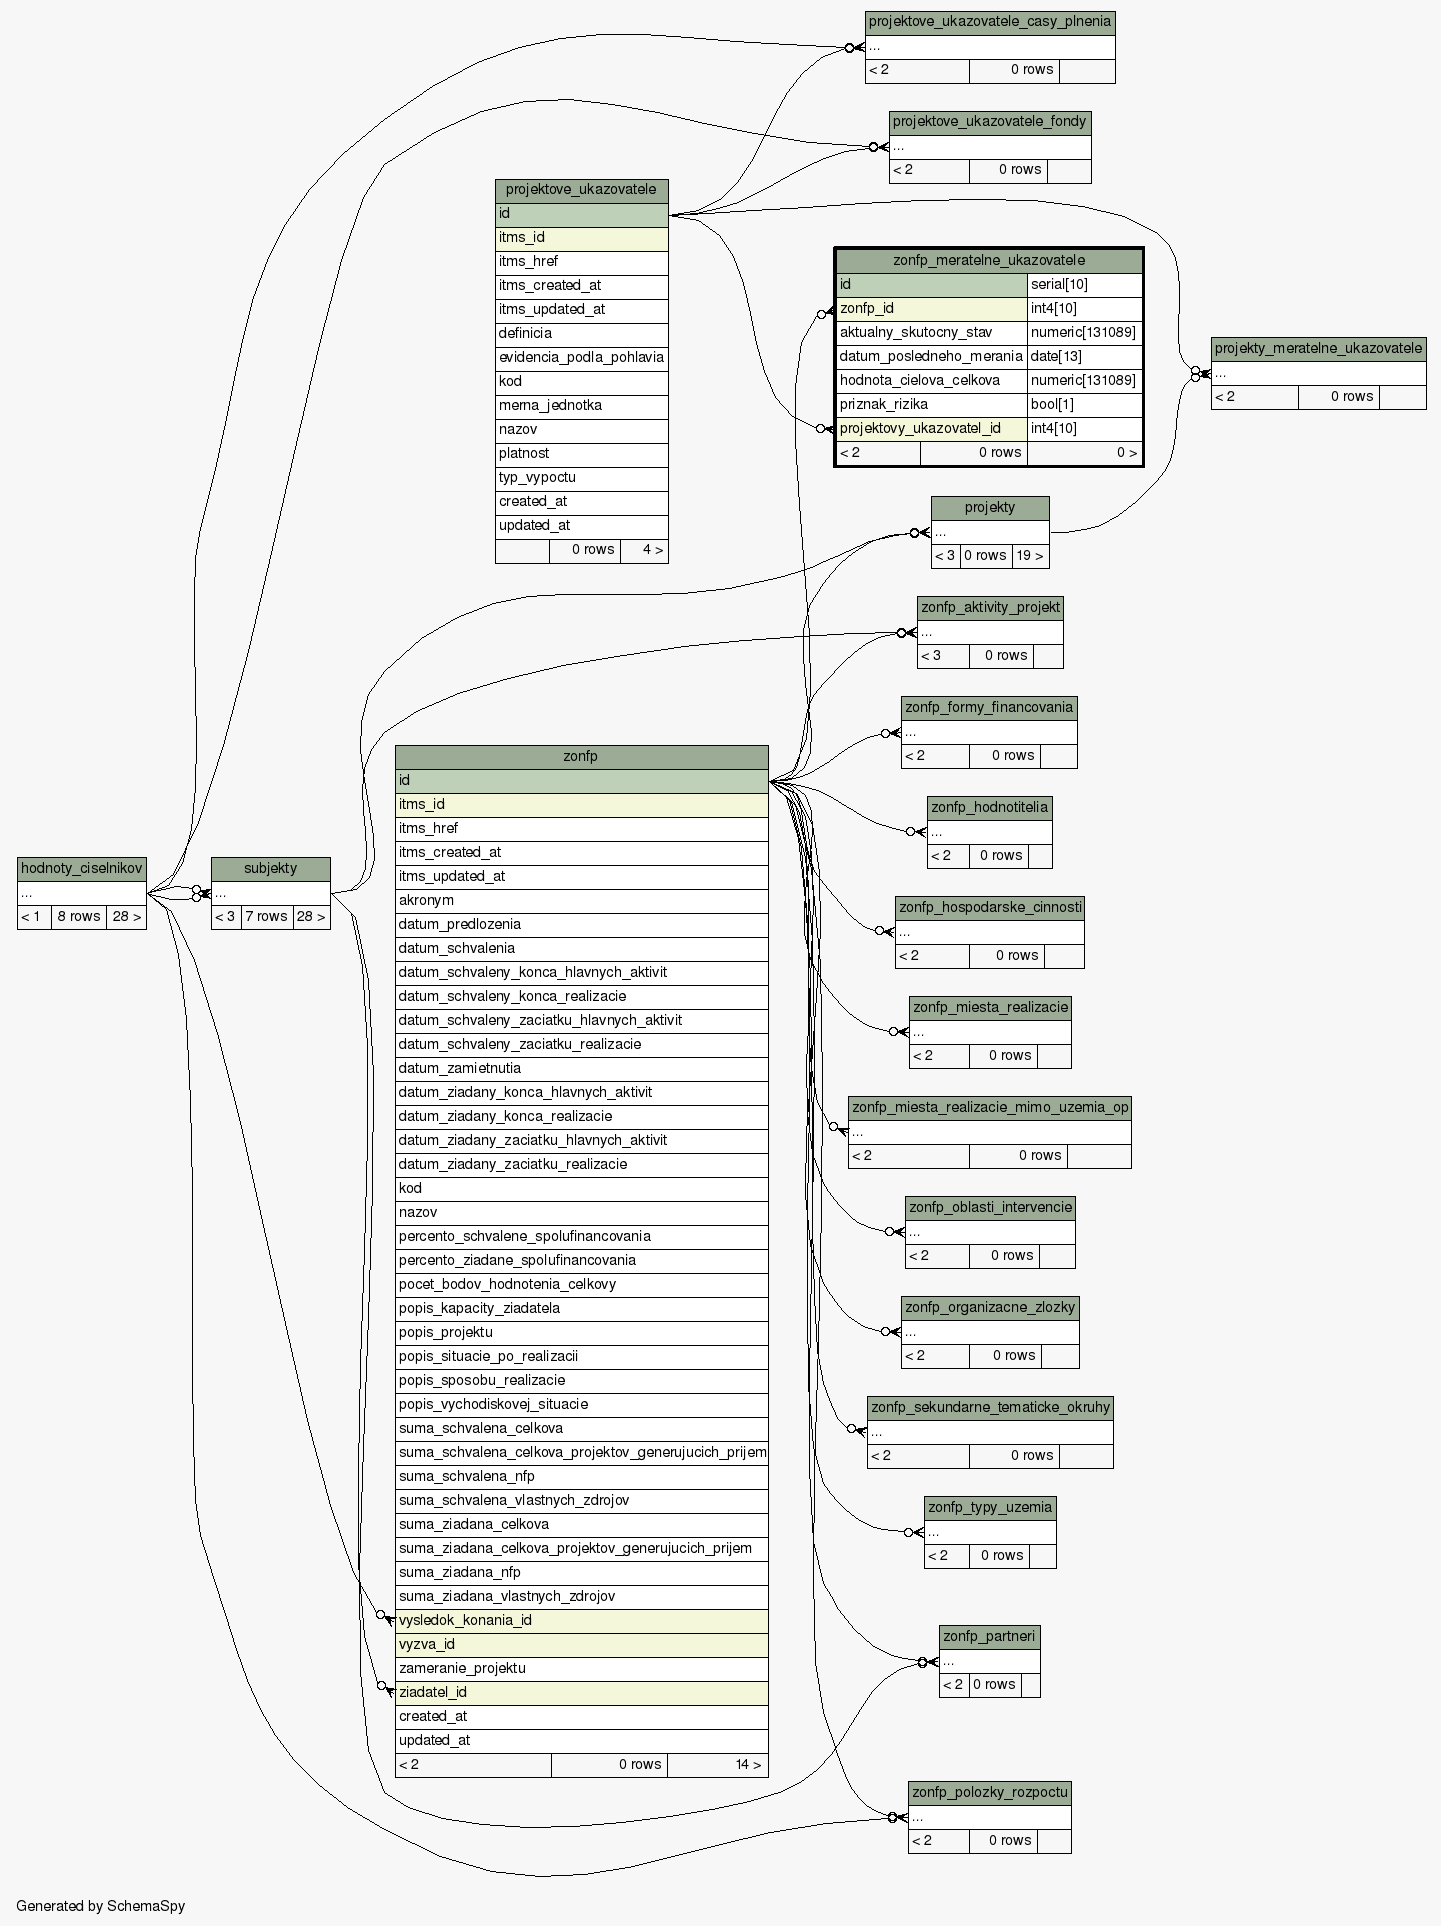 projektove_ukazovatele_casy_plnenia
...
< 2 0 rows
projektove_ukazovatele_fondy
...
< 2 0 rows
projektove_ukazovatele
id
itms_id
itms_href
itms_created_at
itms_updated_at
definicia
evidencia_podla_pohlavia
kod
merna_jednotka
nazov
platnost
typ_vypoctu
created_at
updated_at
0 rows 4 >
zonfp_meratelne_ukazovatele
id serial[10]
zonfp_id int4[10]
aktualny_skutocny_stav numeric[131089]
datum_posledneho_merania date[13]
hodnota_cielova_celkova numeric[131089]
priznak_rizika bool[1]
projektovy_ukazovatel_id int4[10]
< 2 0 rows 0 >
projekty_meratelne_ukazovatele
...
< 2 0 rows
projekty
...
< 3 0 rows 19 >
zonfp_aktivity_projekt
...
< 3 0 rows
zonfp_formy_financovania
...
< 2 0 rows
zonfp_hodnotitelia
...
< 2 0 rows
hodnoty_ciselnikov
...
< 1 8 rows 28 >
subjekty
...
< 3 7 rows 28 >
zonfp
id
itms_id
itms_href
itms_created_at
itms_updated_at
akronym
datum_predlozenia
datum_schvalenia
datum_schvaleny_konca_hlavnych_aktivit
datum_schvaleny_konca_realizacie
datum_schvaleny_zaciatku_hlavnych_aktivit
datum_schvaleny_zaciatku_realizacie
datum_zamietnutia
datum_ziadany_konca_hlavnych_aktivit
datum_ziadany_konca_realizacie
datum_ziadany_zaciatku_hlavnych_aktivit
datum_ziadany_zaciatku_realizacie
kod
nazov
percento_schvalene_spolufinancovania
percento_ziadane_spolufinancovania
pocet_bodov_hodnotenia_celkovy
popis_kapacity_ziadatela
popis_projektu
popis_situacie_po_realizacii
popis_sposobu_realizacie
popis_vychodiskovej_situacie
suma_schvalena_celkova
suma_schvalena_celkova_projektov_generujucich_prijem
suma_schvalena_nfp
suma_schvalena_vlastnych_zdrojov
suma_ziadana_celkova
suma_ziadana_celkova_projektov_generujucich_prijem
suma_ziadana_nfp
suma_ziadana_vlastnych_zdrojov
vysledok_konania_id
vyzva_id
zameranie_projektu
ziadatel_id
created_at
updated_at
< 2 0 rows 14 >
zonfp_hospodarske_cinnosti
...
< 2 0 rows
zonfp_miesta_realizacie
...
< 2 0 rows
zonfp_miesta_realizacie_mimo_uzemia_op
...
< 2 0 rows
zonfp_oblasti_intervencie
...
< 2 0 rows
zonfp_organizacne_zlozky
...
< 2 0 rows
zonfp_sekundarne_tematicke_okruhy
...
< 2 0 rows
zonfp_typy_uzemia
...
< 2 0 rows
zonfp_partneri
...
< 2 0 rows
zonfp_polozky_rozpoctu
...
< 2 0 rows
Generated by SchemaSpy